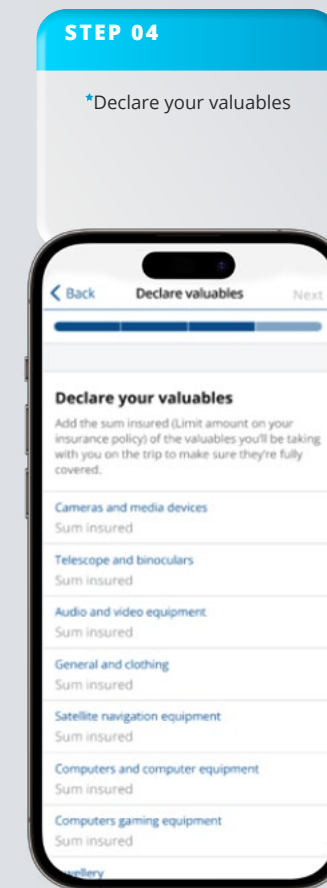 STEP 04
*Declare your valuables
Back Declare valuables Next
Declare your valuables
Add the sum insured (Limit amount on your
insurance policy) of the valuables you'll be taking
with you on the trip to make sure they're fully
covered.
Cameras and media devices
Sum insured
Telescope and binoculars
Sum insured
Audio and video equipment
Sum insured
General and clothing
Sum insured
Satellite navigation equipment
Sum insured
Computers and computer equipment
Sum insured
Computers gaming equipment
Sum insured